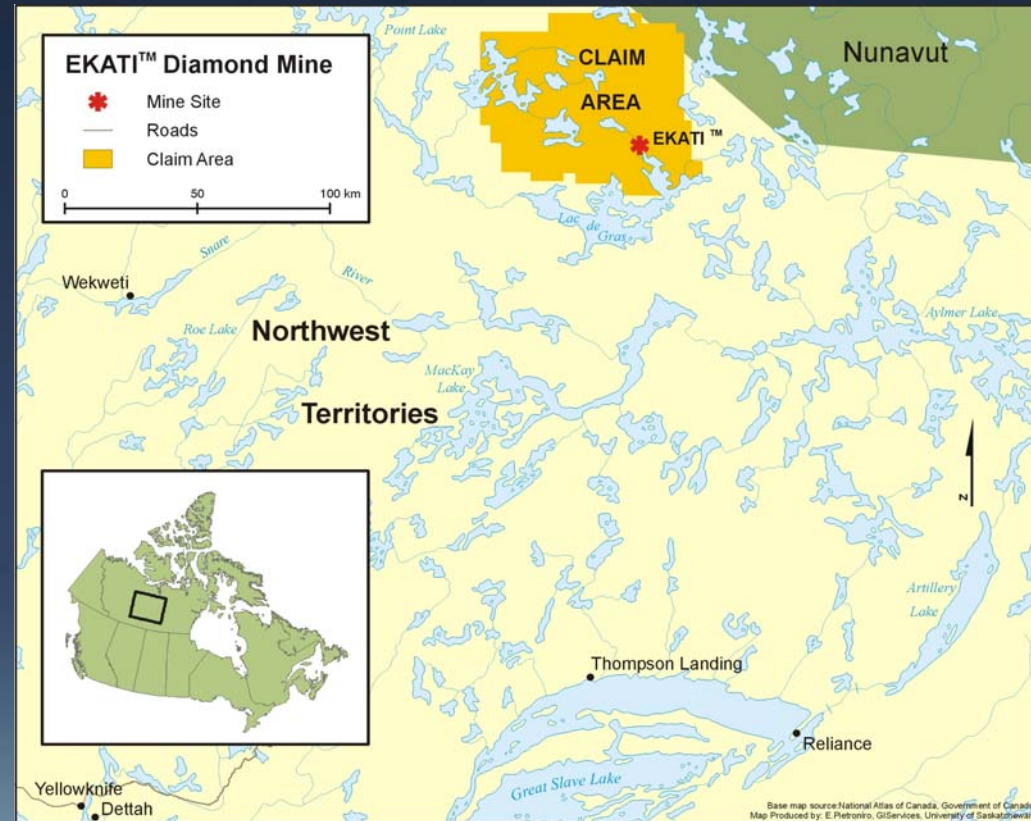 EKATI™ Diamond Mine
Mine Site
Roads
Claim Area
0 50 100 km
Point Lake
CLAIM
AREA
EKATI ™
Nunavut
Lac de Gras
Snare
River
Wekweti
Roe Lake
Northwest
Aylmer Lake
MacKay
Lake
Territories
N
Artillery
Lake
Thompson Landing
Reliance
Great Slave Lake
Yellowknife
Dettah
Base map source:National Atlas of Canada, Government of Canada
Map Produced by: E.Pietroniro, GIServices, University of Saskatchewan